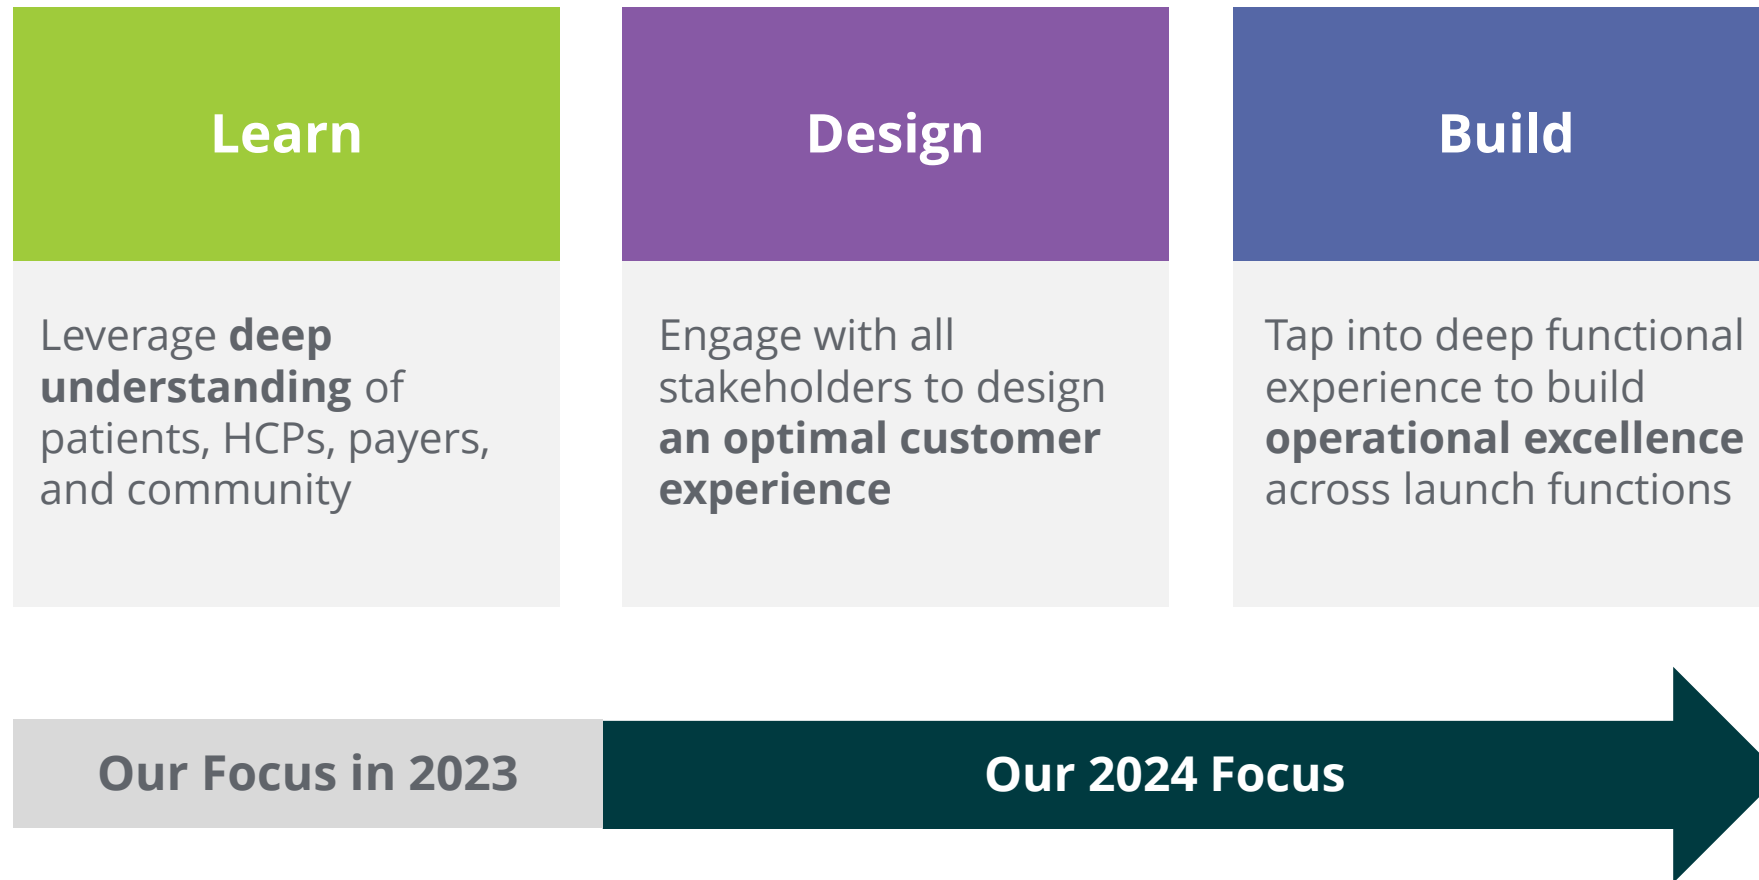 Learn
Leverage deep
understanding of
patients, HCPs, payers,
and community
Design
Engage with all
stakeholders to design
an optimal customer
experience
Build
Tap into deep functional
experience to build
operational excellence
across launch functions
Our Focus in 2023
Our 2024 Focus